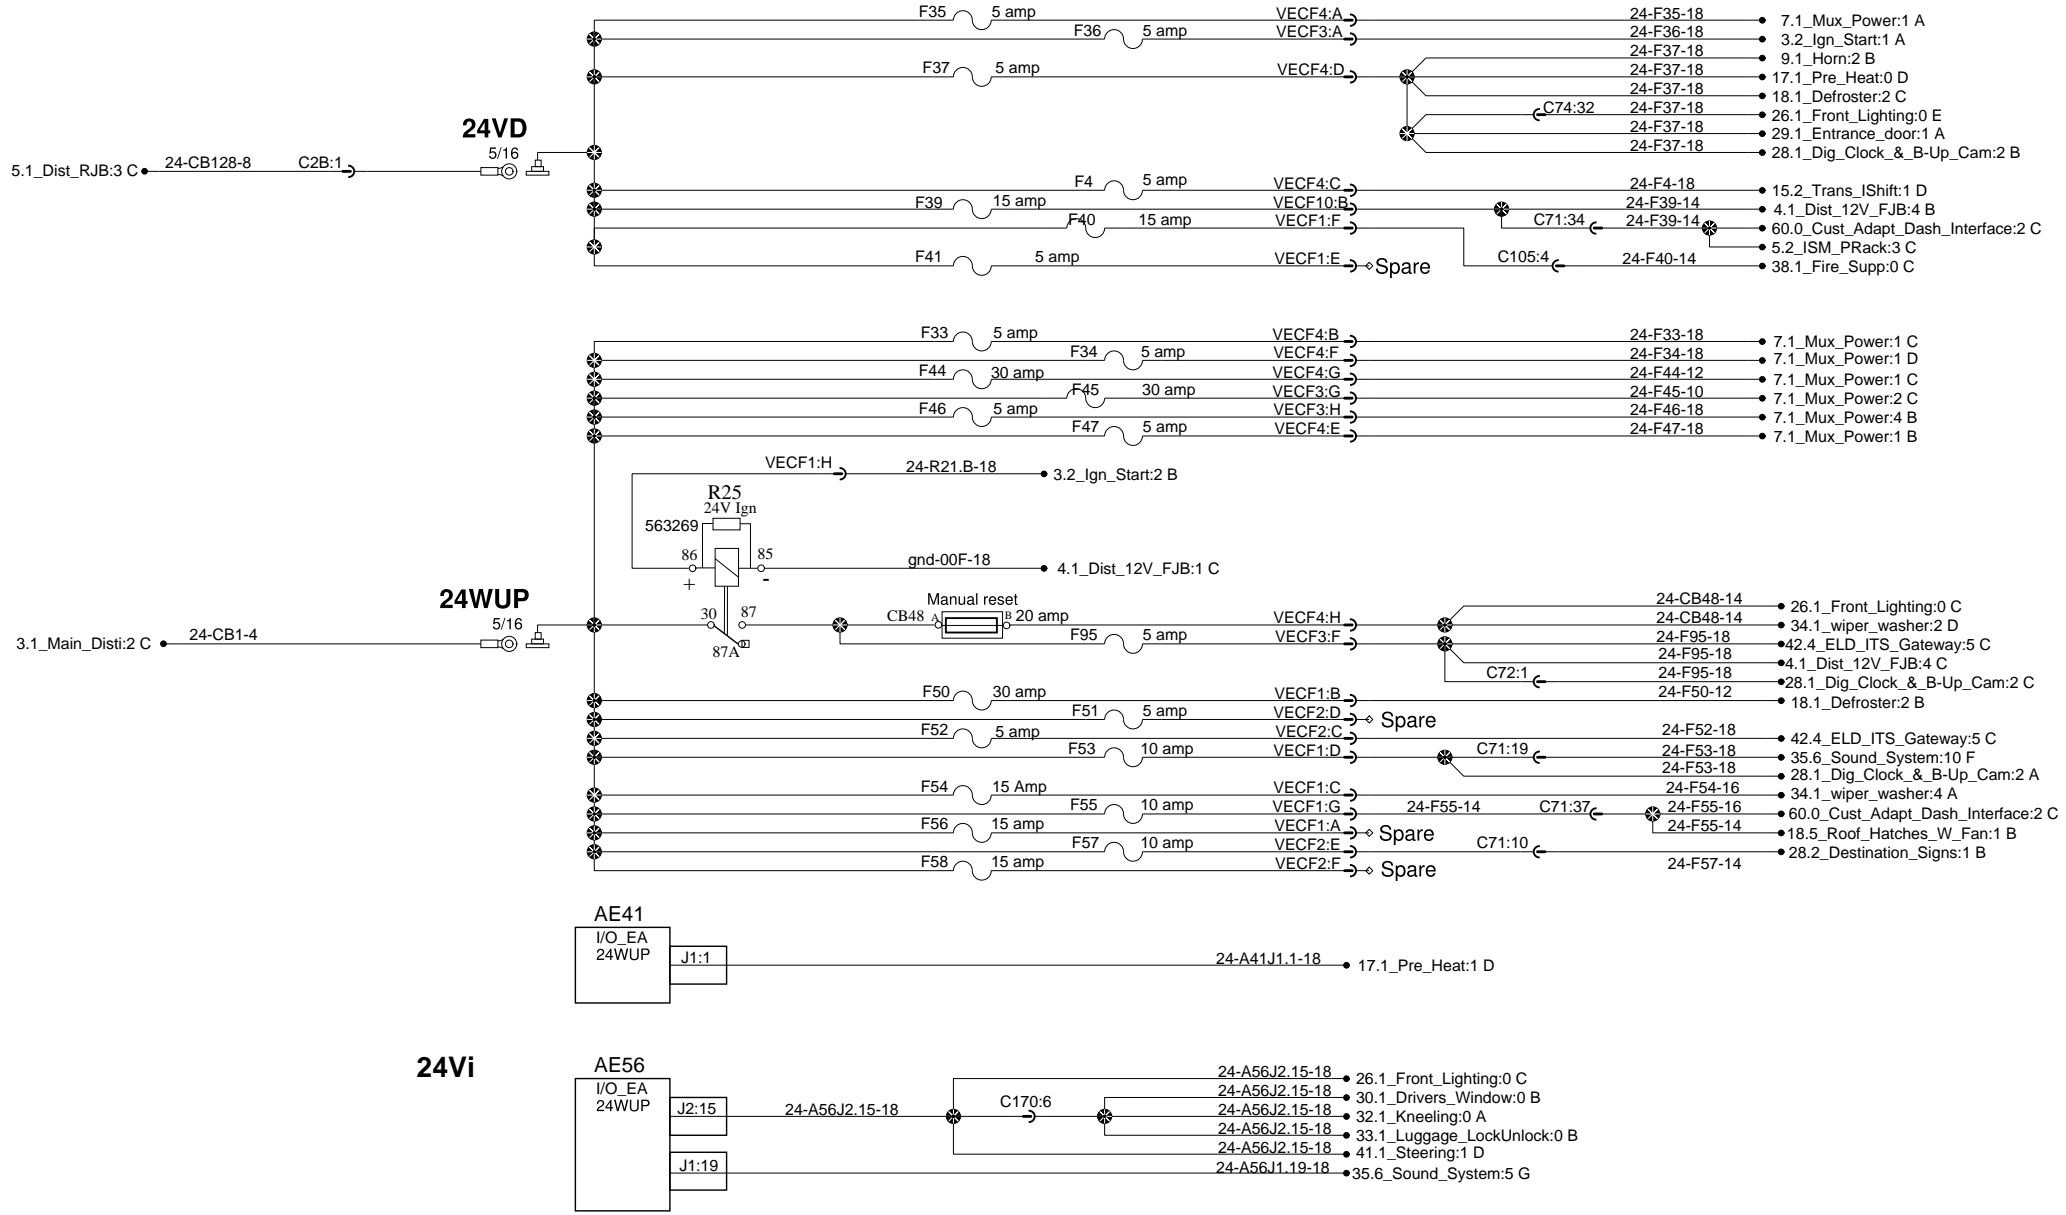 F35 5 amp VECF4:A 24-F35-18 7.1_Mux_Power:1 A
F36 5 amp VECF3:A 24-F36-18 3.2_Ign_Start:1 A
24-F37-18 9.1_Horn:2 B
F37 5 amp VECF4:D 24-F37-18 17.1_Pre_Heat:0 D
24-F37-18 18.1_Defroster:2 C
C74:32 24-F37-18 26.1_Front_Lighting:0 E
24VD 24-F37-18 29.1_Entrance_door:1 A
5/16 24-F37-18 28.1_Dig_Clock_&_B-Up_Cam:2 B
5.1_Dist_RJB:3 C 24-CB128-8 C2B:1
F4 5 amp VECF4:C 24-F4-18 15.2_Trans_IShift:1 D
F39 15 amp VECF10:B 24-F39-14 4.1_Dist_12V_FJB:4 B
F40 15 amp VECF1:F C71:34 24-F39-14 60.0_Cust_Adapt_Dash_Interface:2 C
5.2_ISM_PRack:3 C
F41 5 amp VECF1:E Spare C105:4 24-F40-14 38.1_Fire_Supp:0 C
F33 5 amp VECF4:B 24-F33-18 7.1_Mux_Power:1 C
F34 5 amp VECF4:F 24-F34-18 7.1_Mux_Power:1 D
F44 30 amp VECF4:G 24-F44-12 7.1_Mux_Power:1 C
F45 30 amp VECF3:G 24-F45-10 7.1_Mux_Power:2 C
F46 5 amp VECF3:H 24-F46-18 7.1_Mux_Power:4 B
F47 5 amp VECF4:E 24-F47-18 7.1_Mux_Power:1 B
VECF1:H 24-R21.B-18 3.2_Ign_Start:2 B
R25
24V Ign
563269
86 85 gnd-00F-18 4.1_Dist_12V_FJB:1 C
+ -
24WUP Manual reset 24-CB48-14 26.1_Front_Lighting:0 C
5/16 30 87 CB48 A B 20 amp VECF4:H 24-CB48-14 34.1_wiper_washer:2 D
3.1_Main_Disti:2 C 24-CB1-4 87A F95 5 amp VECF3:F 24-F95-18 42.4_ELD_ITS_Gateway:5 C
24-F95-18 4.1_Dist_12V_FJB:4 C
C72:1 24-F95-18 28.1_Dig_Clock_&_B-Up_Cam:2 C
F50 30 amp VECF1:B 24-F50-12 18.1_Defroster:2 B
F51 5 amp VECF2:D Spare
F52 5 amp VECF2:C 24-F52-18 42.4_ELD_ITS_Gateway:5 C
F53 10 amp VECF1:D C71:19 24-F53-18 35.6_Sound_System:10 F
24-F53-18 28.1_Dig_Clock_&_B-Up_Cam:2 A
F54 15 Amp VECF1:C 24-F54-16 34.1_wiper_washer:4 A
F55 10 amp VECF1:G 24-F55-14 C71:37 24-F55-16 60.0_Cust_Adapt_Dash_Interface:2 C
F56 15 amp VECF1:A Spare 24-F55-14 18.5_Roof_Hatches_W_Fan:1 B
F57 10 amp VECF2:E C71:10 28.2_Destination_Signs:1 B
F58 15 amp VECF2:F Spare 24-F57-14
AE41
I/O_EA
24WUP
J1:1 24-A41J1.1-18 17.1_Pre_Heat:1 D
24Vi AE56
I/O_EA 24-A56J2.15-18 26.1_Front_Lighting:0 C
24WUP C170:6 24-A56J2.15-18 30.1_Drivers_Window:0 B
J2:15 24-A56J2.15-18 24-A56J2.15-18 32.1_Kneeling:0 A
24-A56J2.15-18 33.1_Luggage_LockUnlock:0 B
24-A56J2.15-18 41.1_Steering:1 D
J1:19 24-A56J1.19-18 35.6_Sound_System:5 G